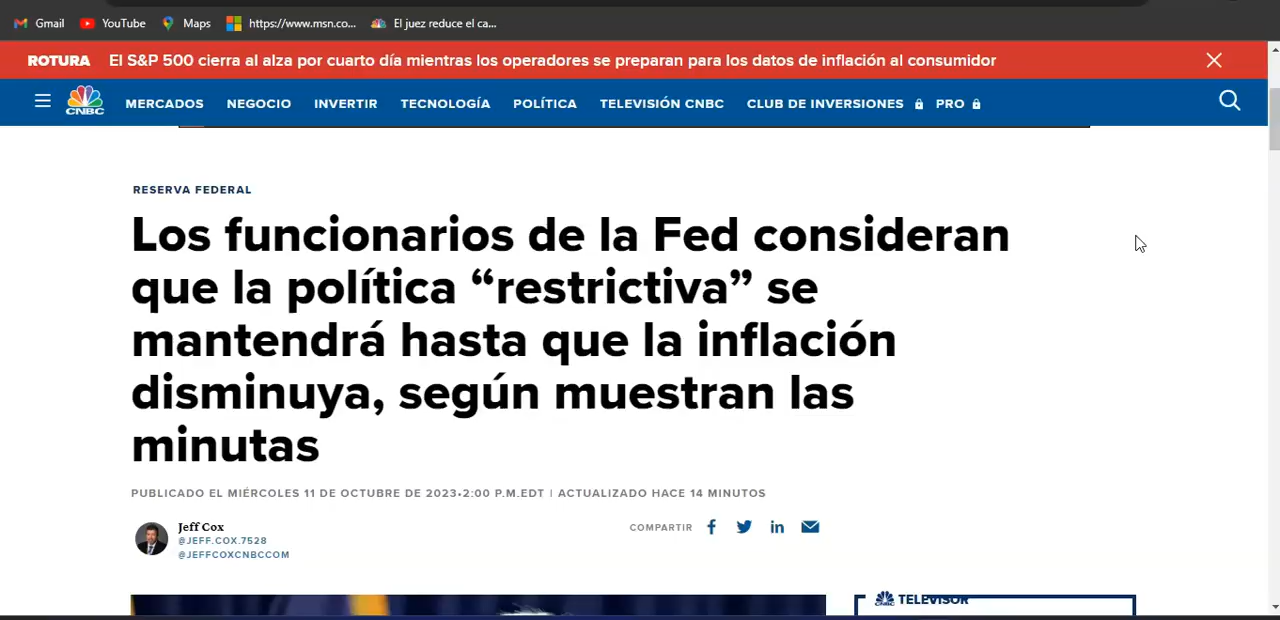 Gmail YouTube Maps https://www.msn.co... El juez reduce el ca...
ROTURA El S&P 500 cierra al alza por cuarto día mientras los operadores se preparan para los datos de inflación al consumidor
CNBC MERCADOS NEGOCIO INVERTIR TECNOLOGÍA POLÍTICA TELEVISIÓN CNBC CLUB DE INVERSIONES PRO
RESERVA FEDERAL
Los funcionarios de la Fed consideran
que la política “restrictiva” se
mantendrá hasta que la inflación
disminuya, según muestran las
minutas
PUBLICADO EL MIÉRCOLES 11 DE OCTUBRE DE 2023•2:00 P.M.EDT | ACTUALIZADO HACE 14 MINUTOS
Jeff Cox
@JEFF.COX.7528
@JEFFCOXCNBCCOM
COMPARTIR
CNBC TELEVISOR